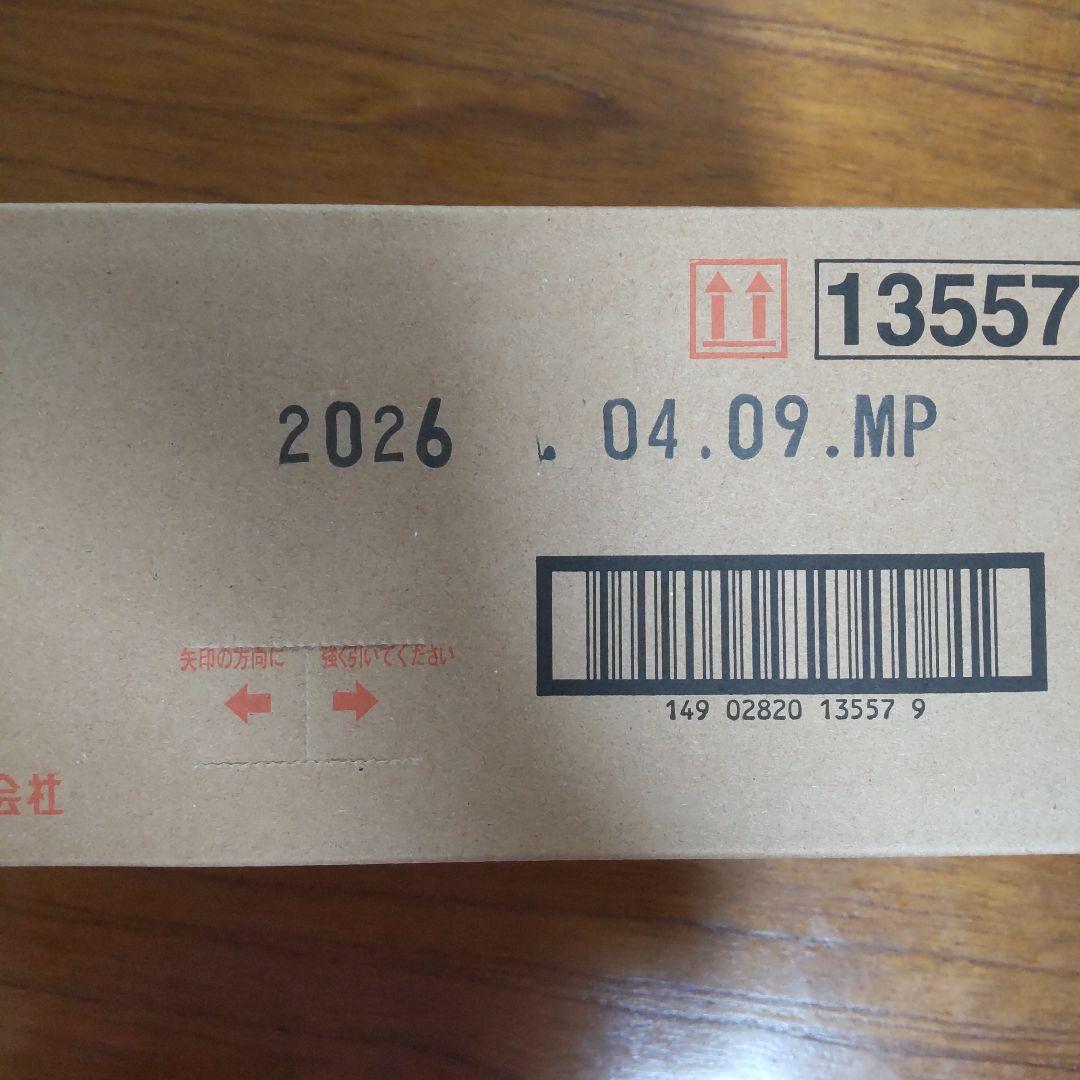 13557
2026 . 04.09.MP
矢印の方向に 強く引いてください
149 02820 13557 9
会社